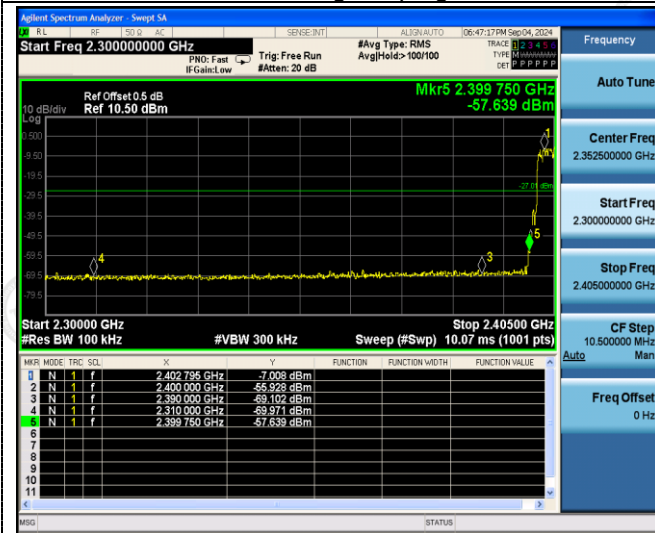 Agilent Spectrum Analyzer - Swept SA
RL RF 50 Ω AC SENSE:INT ALIGN AUTO 06:47:17 PM Sep 04, 2024
Start Freq 2.300000000 GHz #Avg Type: RMS TRACE 1 2 3 4 5 6
PNO: Fast Trig: Free Run Avg|Hold:> 100/100 TYPE
IFGain:Low #Atten: 20 dB DET P P P P P P
Ref Offset 0.5 dB Mkr5 2.399 750 GHz
10 dB/div Ref 10.50 dBm -57.639 dBm
Log
0.500 1
-9.50
-19.5
-27.01 dBm
-29.5
-39.5
-49.5 5
-59.5 4 3
-69.5
-79.5
Start 2.30000 GHz Stop 2.40500 GHz
#Res BW 100 kHz #VBW 300 kHz Sweep (#Swp) 10.07 ms (1001 pts)
MKR MODE TRC SCL X Y FUNCTION FUNCTION WIDTH FUNCTION VALUE
1 N 1 f 2.402 795 GHz -7.008 dBm
2 N 1 f 2.400 000 GHz -55.928 dBm
3 N 1 f 2.390 000 GHz -69.102 dBm
4 N 1 f 2.310 000 GHz -69.971 dBm
5 N 1 f 2.399 750 GHz -57.639 dBm
6
7
8
9
10
11
MSG STATUS
Frequency
Auto Tune
Center Freq
2.352500000 GHz
Start Freq
2.300000000 GHz
Stop Freq
2.405000000 GHz
CF Step
10.500000 MHz
Auto Man
Freq Offset
0 Hz